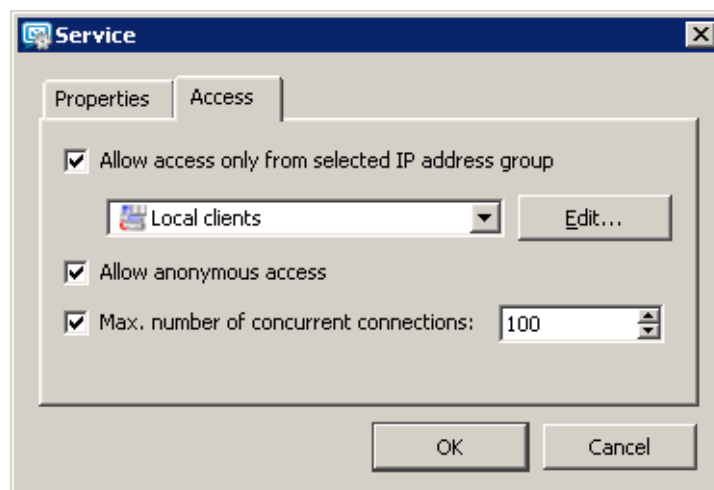 Service
Properties Access
Allow access only from selected IP address group
Local clients Edit...
Allow anonymous access
Max. number of concurrent connections: 100
OK Cancel